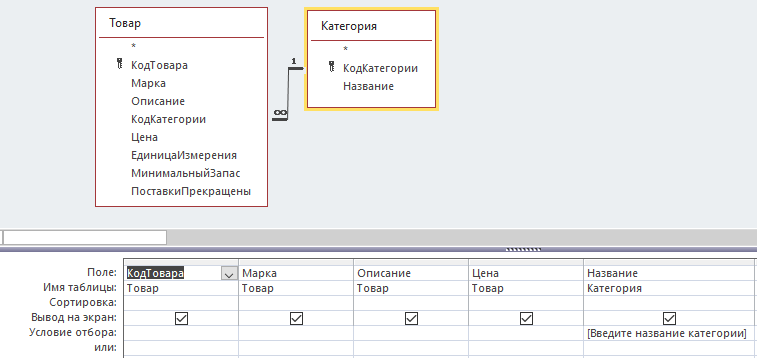 Товар
*
КодТовара
Марка
Описание
КодКатегории
Цена
ЕдиницаИзмерения
МинимальныйЗапас
ПоставкиПрекращены
1
∞
Категория
*
КодКатегории
Название
Поле: КодТовара Марка Описание Цена Название
Имя таблицы: Товар Товар Товар Товар Категория
Сортировка:
Вывод на экран:
Условие отбора: [Введите название категории]
или: